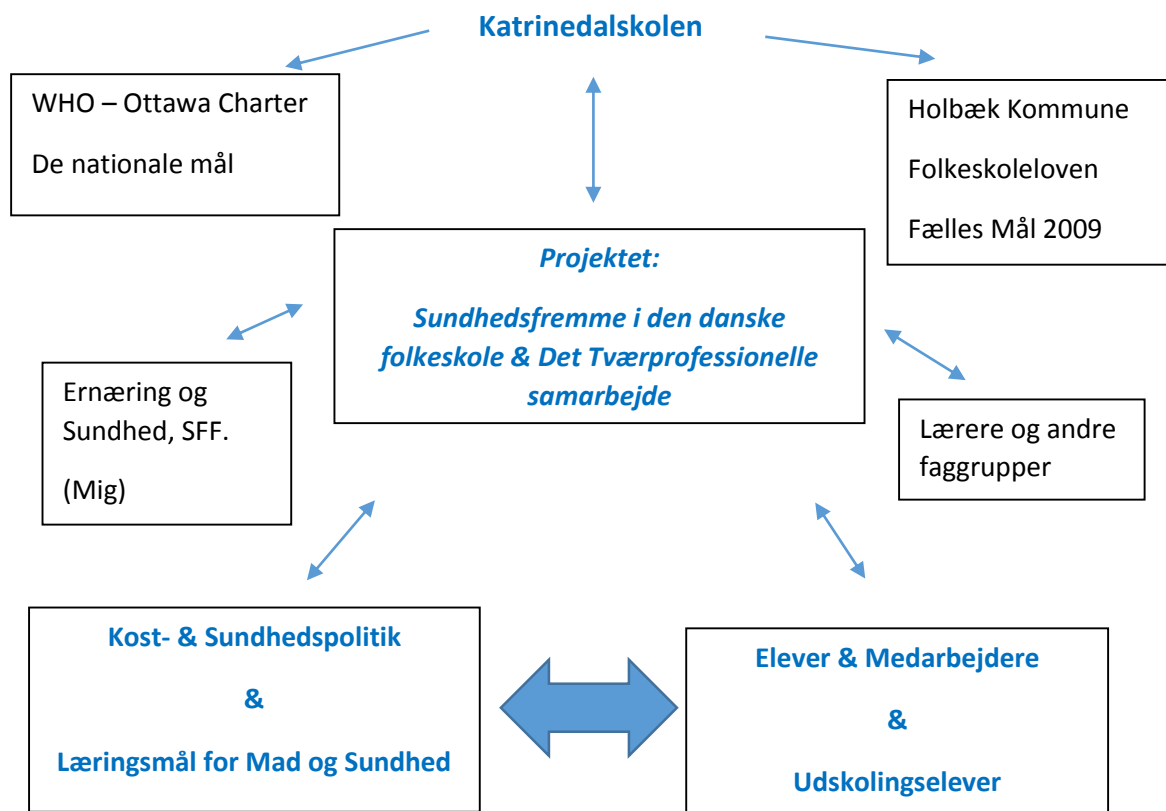 Katrinedalskolen
WHO – Ottawa Charter
De nationale mål
Holbæk Kommune
Folkeskoleloven
Fælles Mål 2009
Projektet:
Sundhedsfremme i den danske
folkeskole & Det Tværprofessionelle
samarbejde
Ernæring og
Sundhed, SFF.
(Mig)
Lærere og andre
faggrupper
Kost- & Sundhedspolitik
&
Læringsmål for Mad og Sundhed
Elever & Medarbejdere
&
Udskolingselever